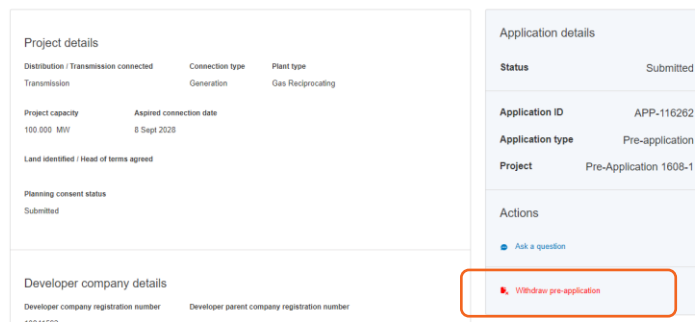 Project details
Distribution / Transmission connected Connection type Plant type
Transmission Generation Gas Reciprocating
Project capacity Aspired connection date
100.000 MW 8 Sept 2028
Land identified / Head of terms agreed
Planning consent status
Submitted
Developer company details
Developer company registration number Developer parent company registration number
Application details
Status Submitted
Application ID APP-116262
Application type Pre-application
Project Pre-Application 1608-1
Actions
Ask a question
Withdraw pre-application